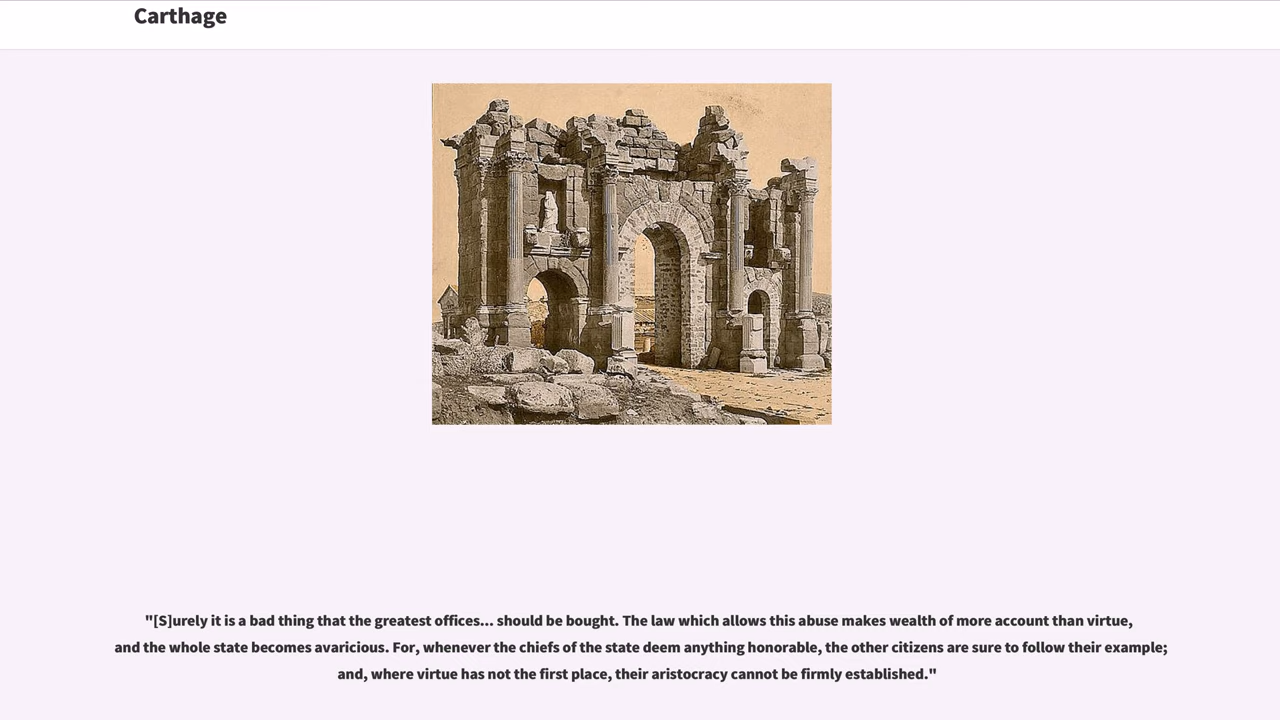 Carthage
"[S]urely it is a bad thing that the greatest offices... should be bought. The law which allows this abuse makes wealth of more account than virtue,
and the whole state becomes avaricious. For, whenever the chiefs of the state deem anything honorable, the other citizens are sure to follow their example;
and, where virtue has not the first place, their aristocracy cannot be firmly established."